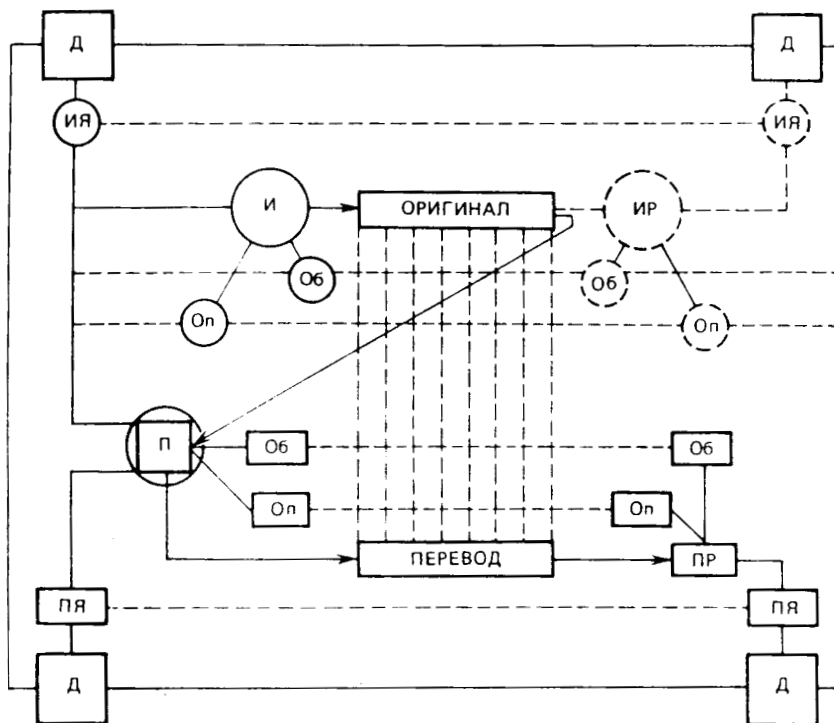 Д
Д
ИЯ
ИЯ
И
ОРИГИНАЛ
ИР
Об
Об
Оп
Оп
П
Об
Об
Оп
Оп
ПЕРЕВОД
ПР
ПЯ
ПЯ
Д
Д